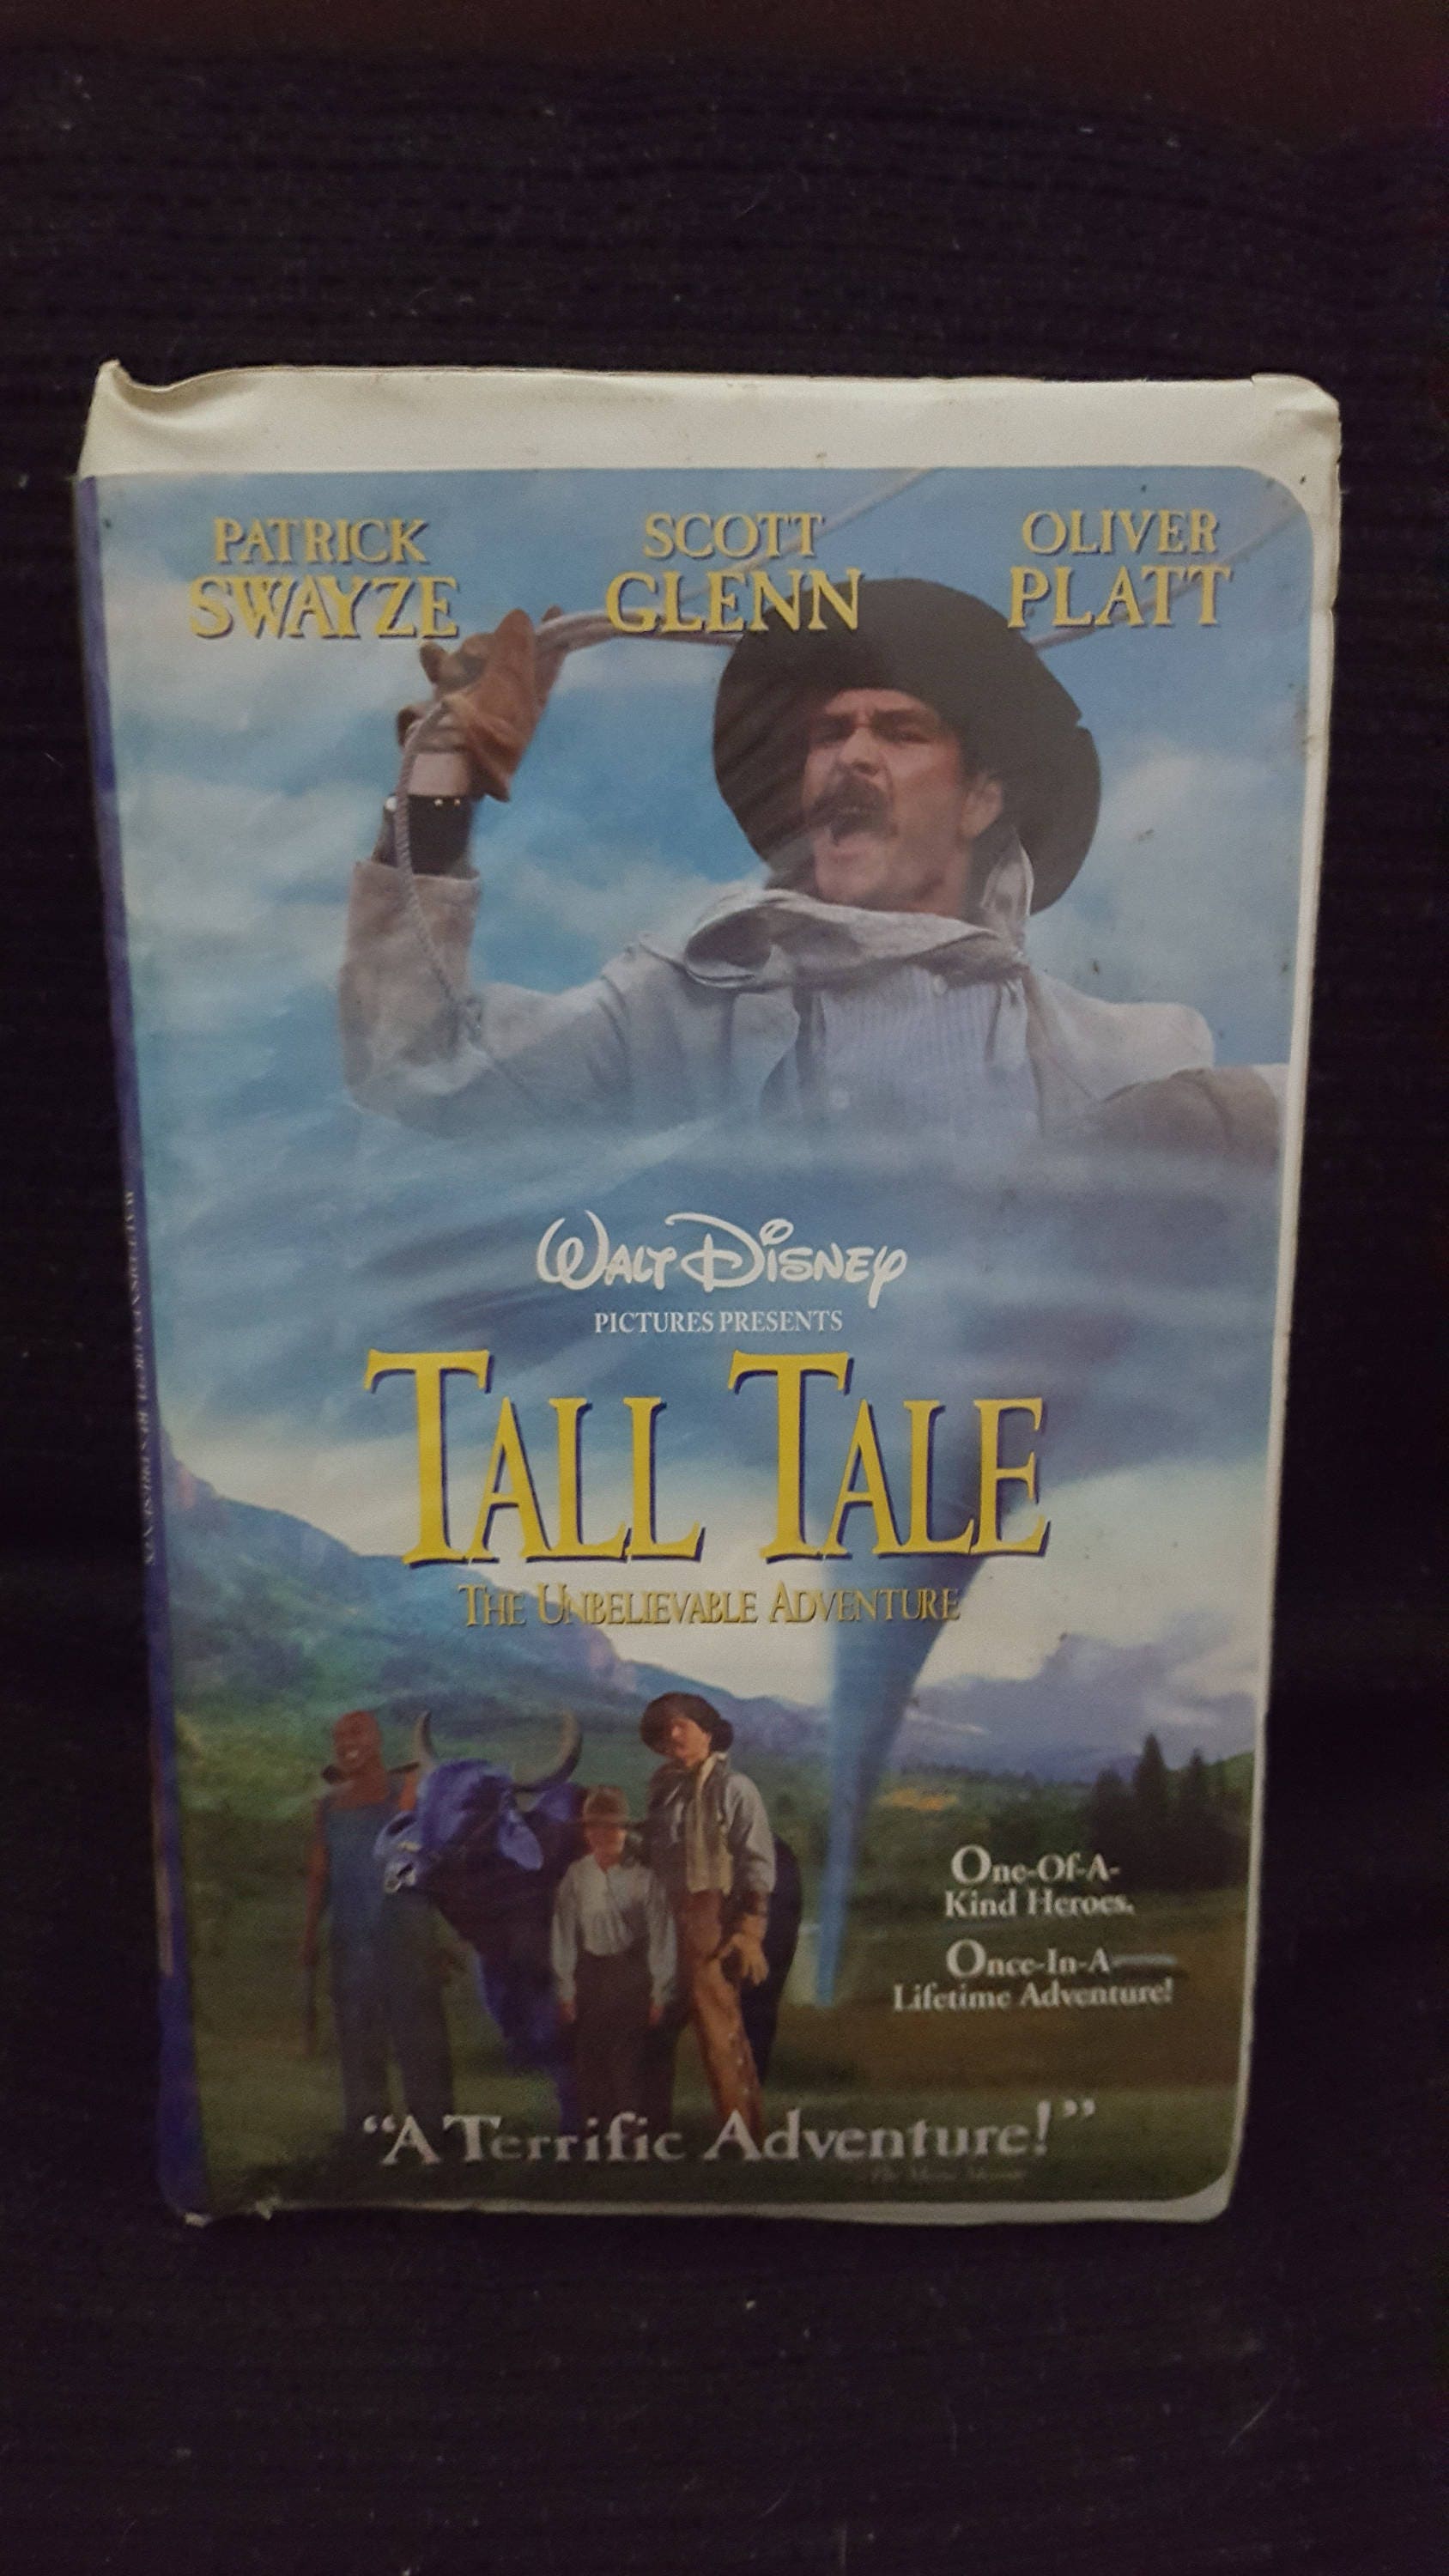 PATRICK SWAYZE
SCOTT GLENN
OLIVER PLATT
WALT DISNEY
PICTURES PRESENTS
TALL TALE
THE UNBELIEVABLE ADVENTURE
One-Of-A-
Kind Heroes.
Once-In-A-
Lifetime Adventure!
“A Terrific Adventure!”